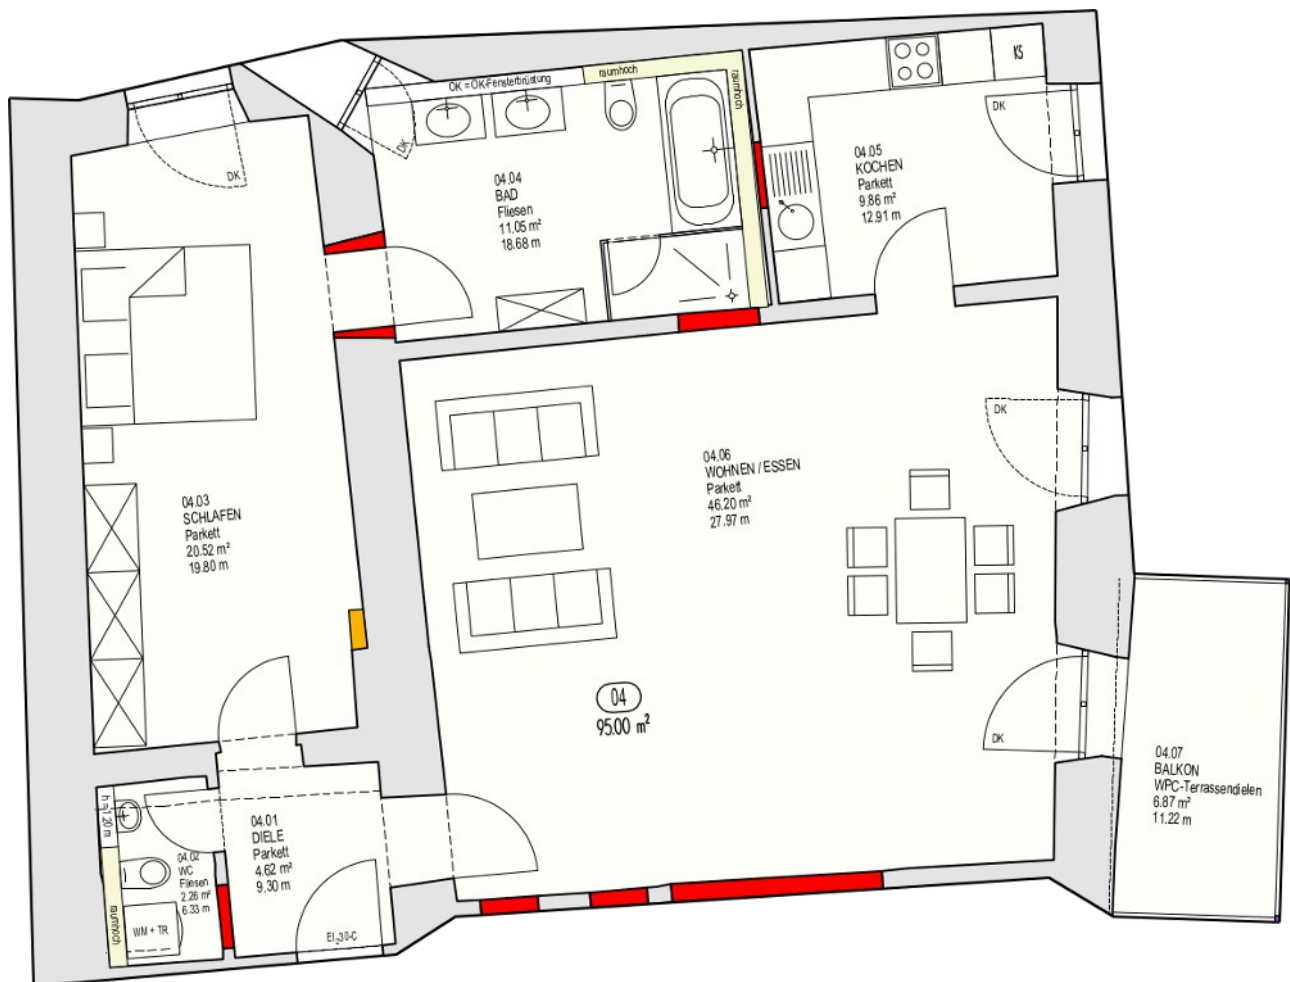 OK = OK-Fensterbrüstung
raumhoch
raumhoch
KS
DK
DK
DK
04.04
BAD
Fliesen
11.05 m²
18.68 m
04.05
KOCHEN
Parkett
9.86 m²
12.91 m
DK
04.06
WOHNEN / ESSEN
Parkett
46.20 m²
27.97 m
04.03
SCHLAFEN
Parkett
20.52 m²
19.80 m
04
95.00 m²
DK
04.07
BALKON
WPC-Terrassendielen
6.87 m²
11.22 m
h = 1.20 m
04.01
DIELE
Parkett
4.62 m²
9.30 m
04.02
WC
Fliesen
2.26 m²
6.33 m
raumhoch
WM + TR
EI₂30-C